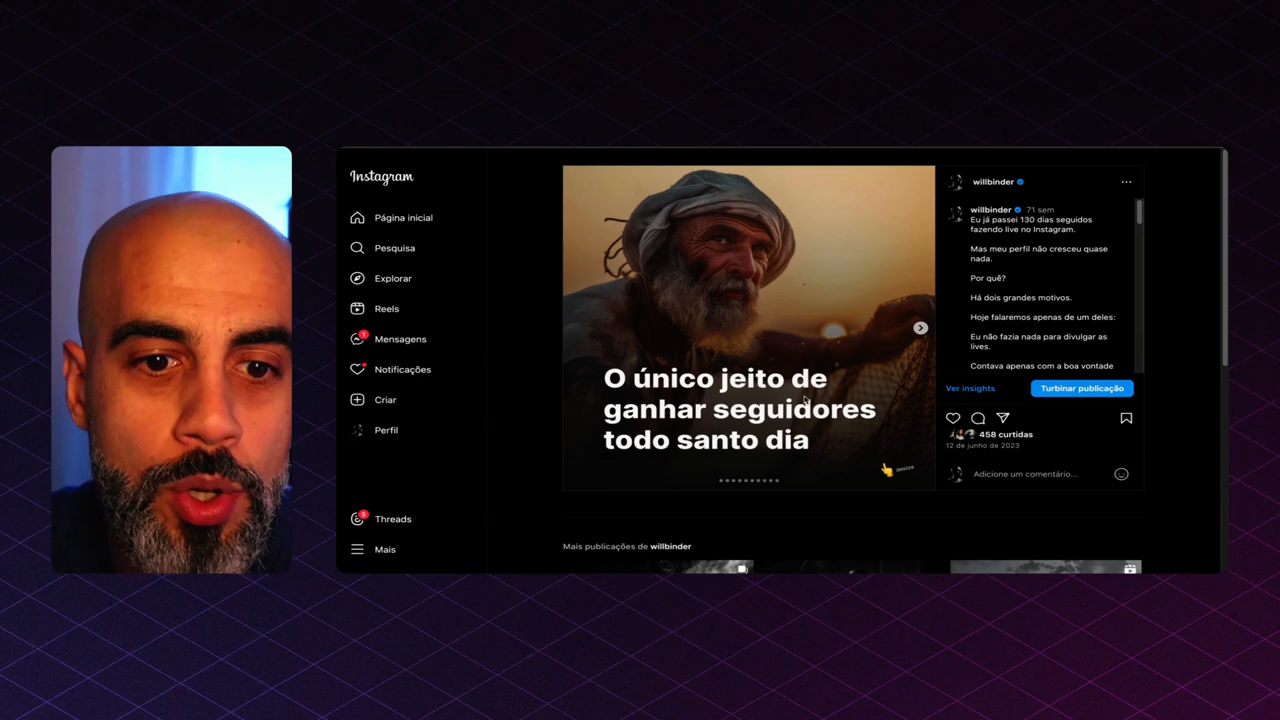 Instagram
Página inicial
Pesquisa
Explorar
Reels
1
Mensagens
Notificações
Criar
Perfil
5
Threads
Mais
O único jeito de
ganhar seguidores
todo santo dia
deslize
willbinder
willbinder 71 sem
Eu já passei 130 dias seguidos
fazendo live no Instagram.
Mas meu perfil não cresceu quase
nada.
Por quê?
Há dois grandes motivos.
Hoje falaremos apenas de um deles:
Eu não fazia nada para divulgar as
lives.
Contava apenas com a boa vontade
Ver insights
Turbinar publicação
458 curtidas
12 de junho de 2023
Adicione um comentário...
Mais publicações de willbinder